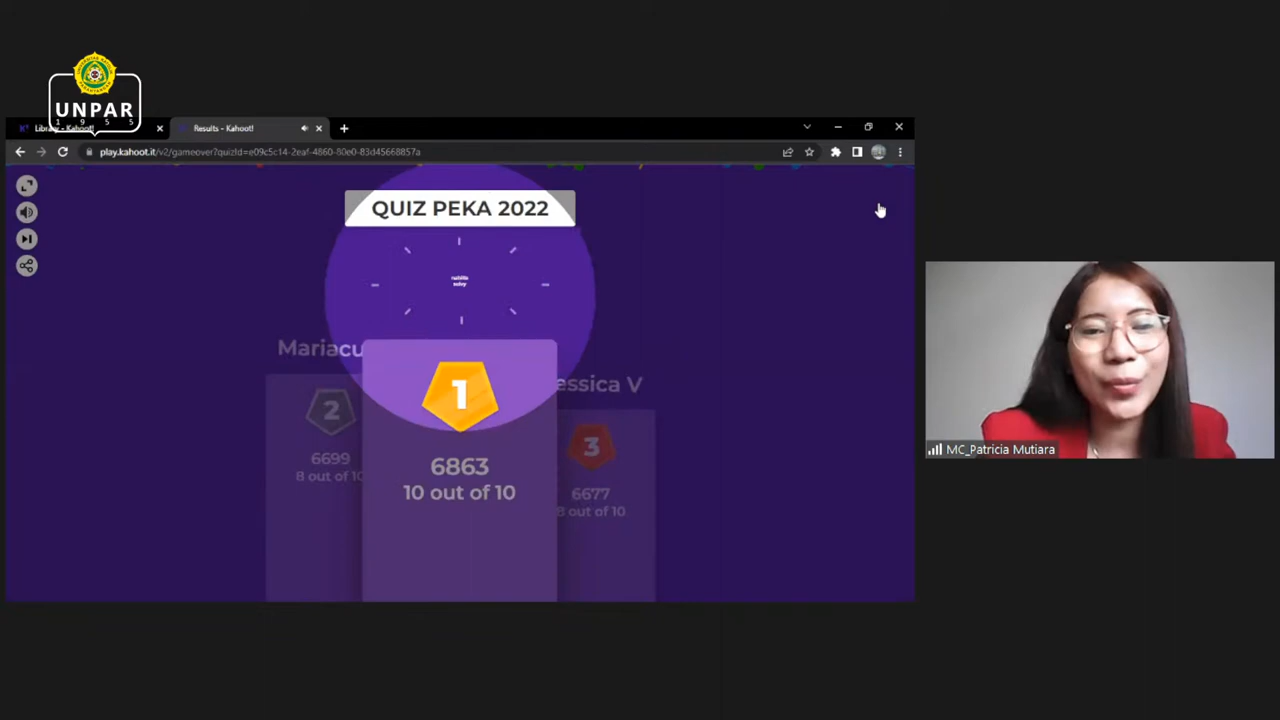 UNPAR
1955
Results - Kahoot!
play.kahoot.it/v2/gameover?quizId=e09c5c14-2eaf-4860-80e0-83d45668857a
QUIZ PEKA 2022
Mariacu
essica V
1
2
3
6863
10 out of 10
6699
8 out of 10
6677
8 out of 10
MC_Patricia Mutiara